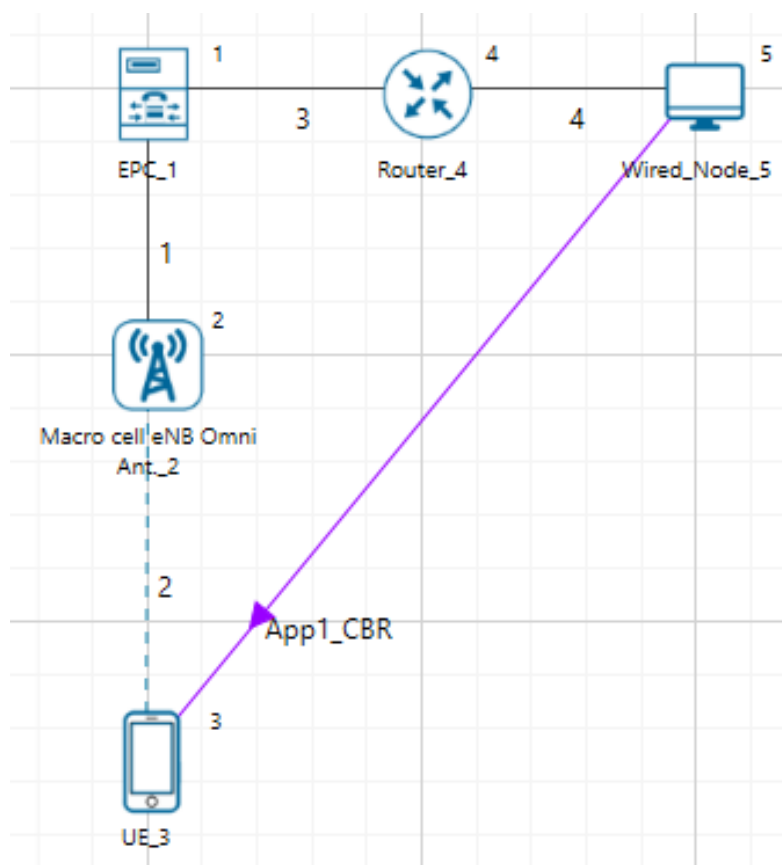 1
4
5
3
4
EPC_1
Router_4
Wired_Node_5
1
2
Macro cell eNB Omni
Ant._2
2
App1_CBR
3
UE_3